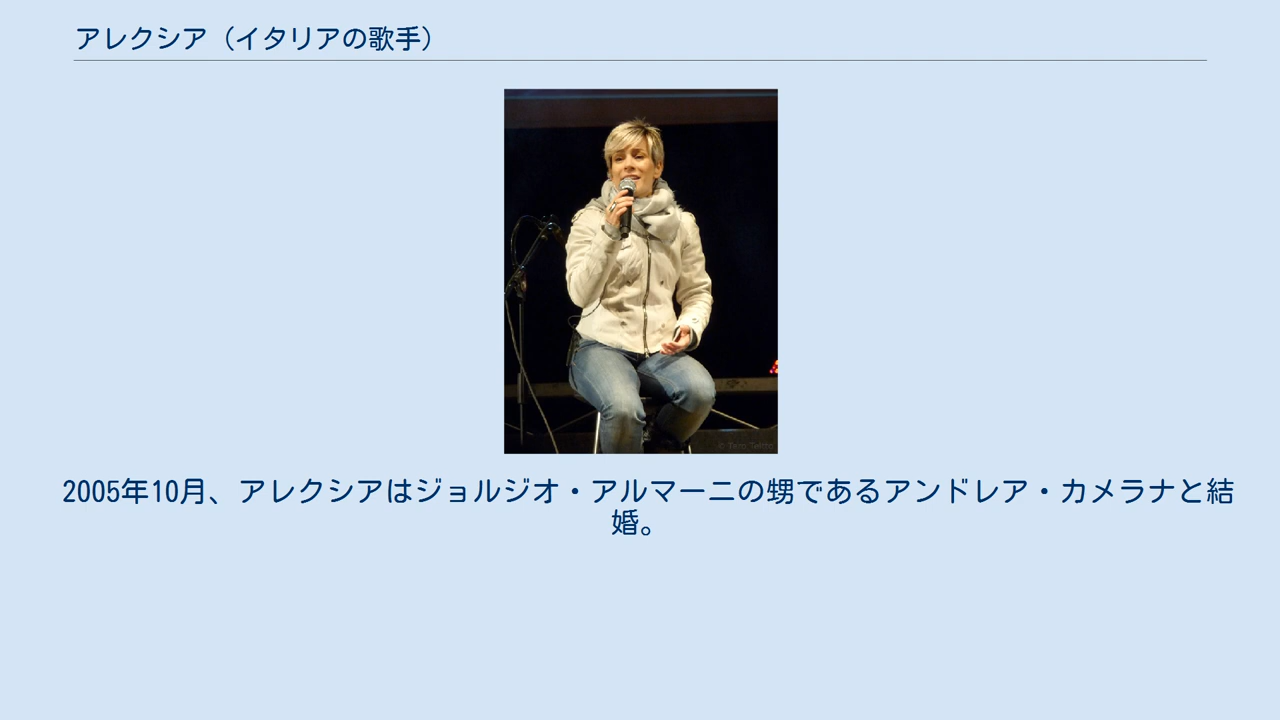 アレクシア（イタリアの歌手）
2005年10月、アレクシアはジョルジオ・アルマーニの甥であるアンドレア・カメラナと結
婚。